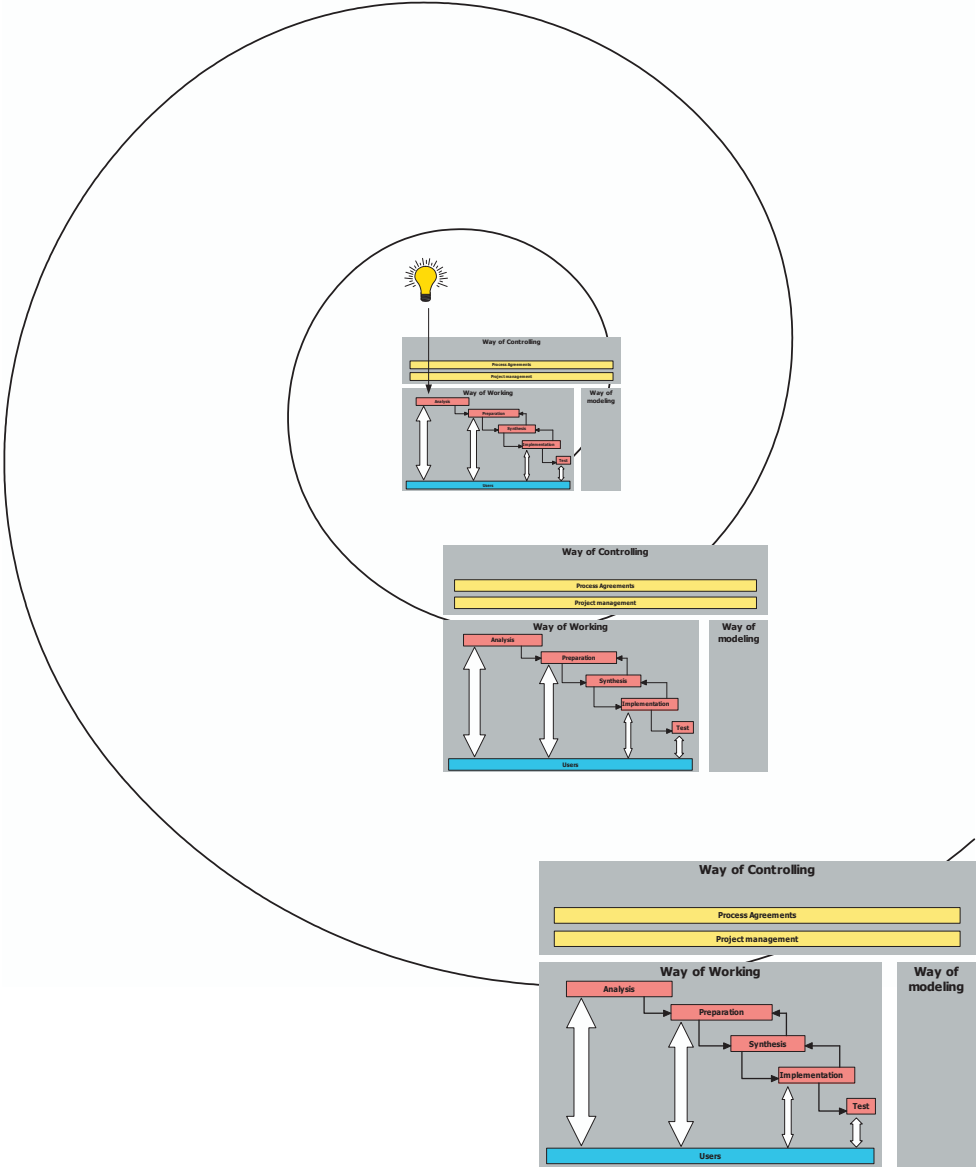 Way of Controlling
Process Agreements
Project management
Way of Working
Way of
modeling
Analysis
Preparation
Synthesis
Implementation
Test
Users
Way of Controlling
Process Agreements
Project management
Way of Working
Way of
modeling
Analysis
Preparation
Synthesis
Implementation
Test
Users
Way of Controlling
Process Agreements
Project management
Way of Working
Way of
modeling
Analysis
Preparation
Synthesis
Implementation
Test
Users